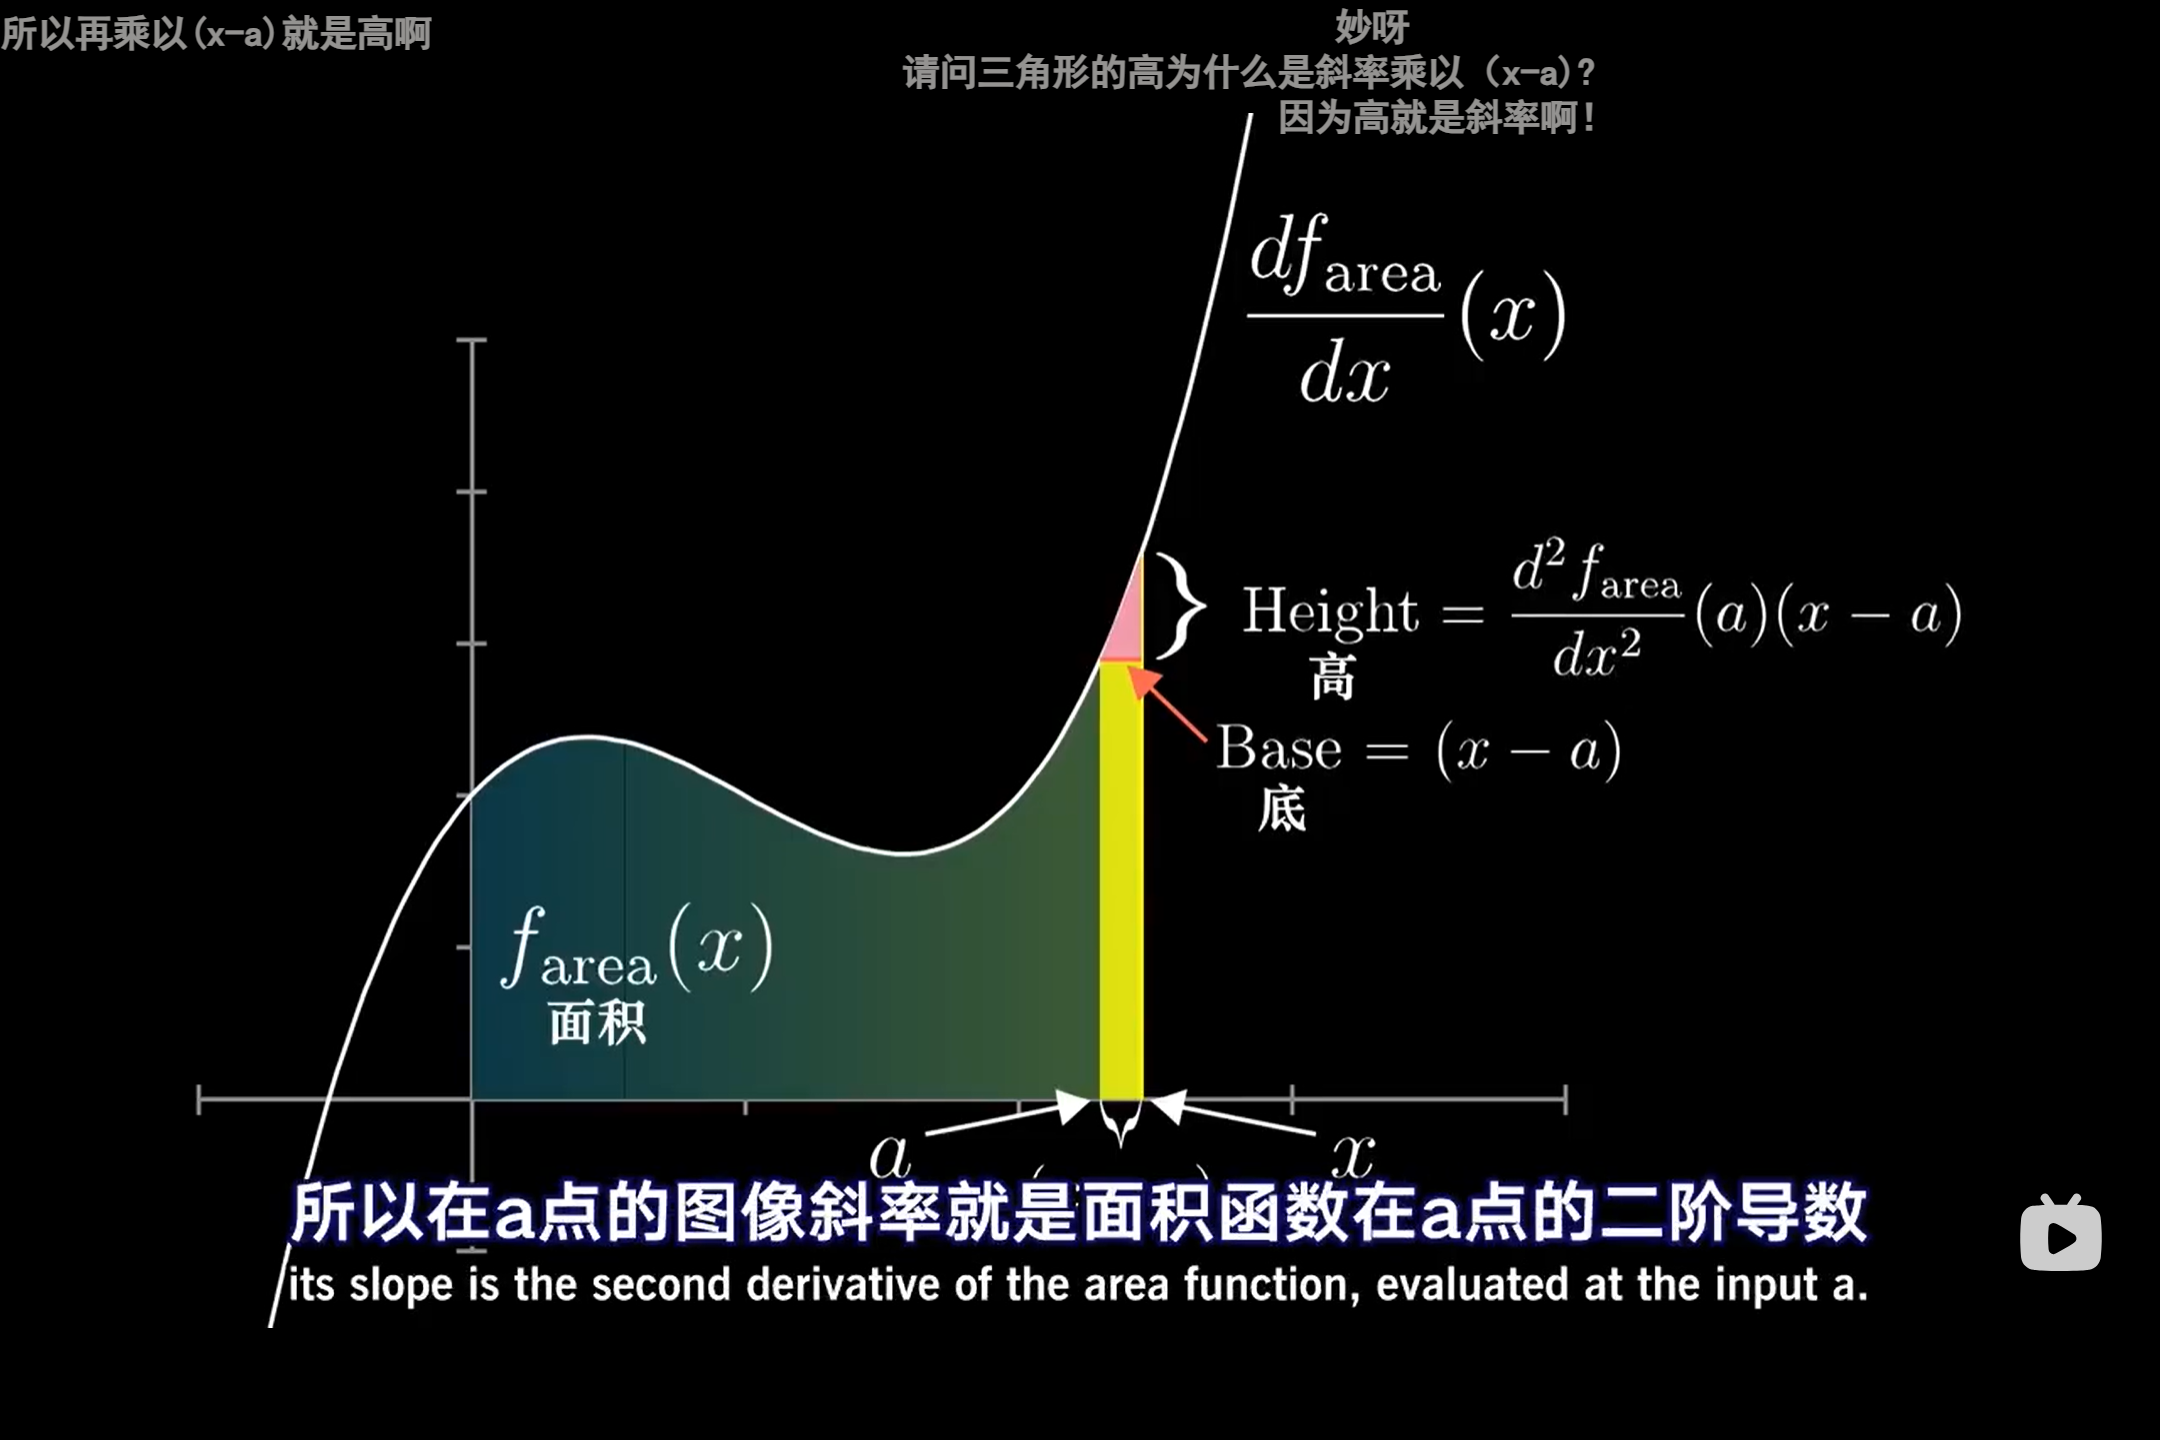 所以再乘以(x-a)就是高啊
妙呀
请问三角形的高为什么是斜率乘以（x-a)?
因为高就是斜率啊!
\frac{df_{area}}{dx}(x)
Height = \frac{d^2 f_{area}}{dx^2}(a)(x - a)
高
Base = (x - a)
底
f_{area}(x)
面积
a
x
所以在a点的图像斜率就是面积函数在a点的二阶导数
its slope is the second derivative of the area function, evaluated at the input a.